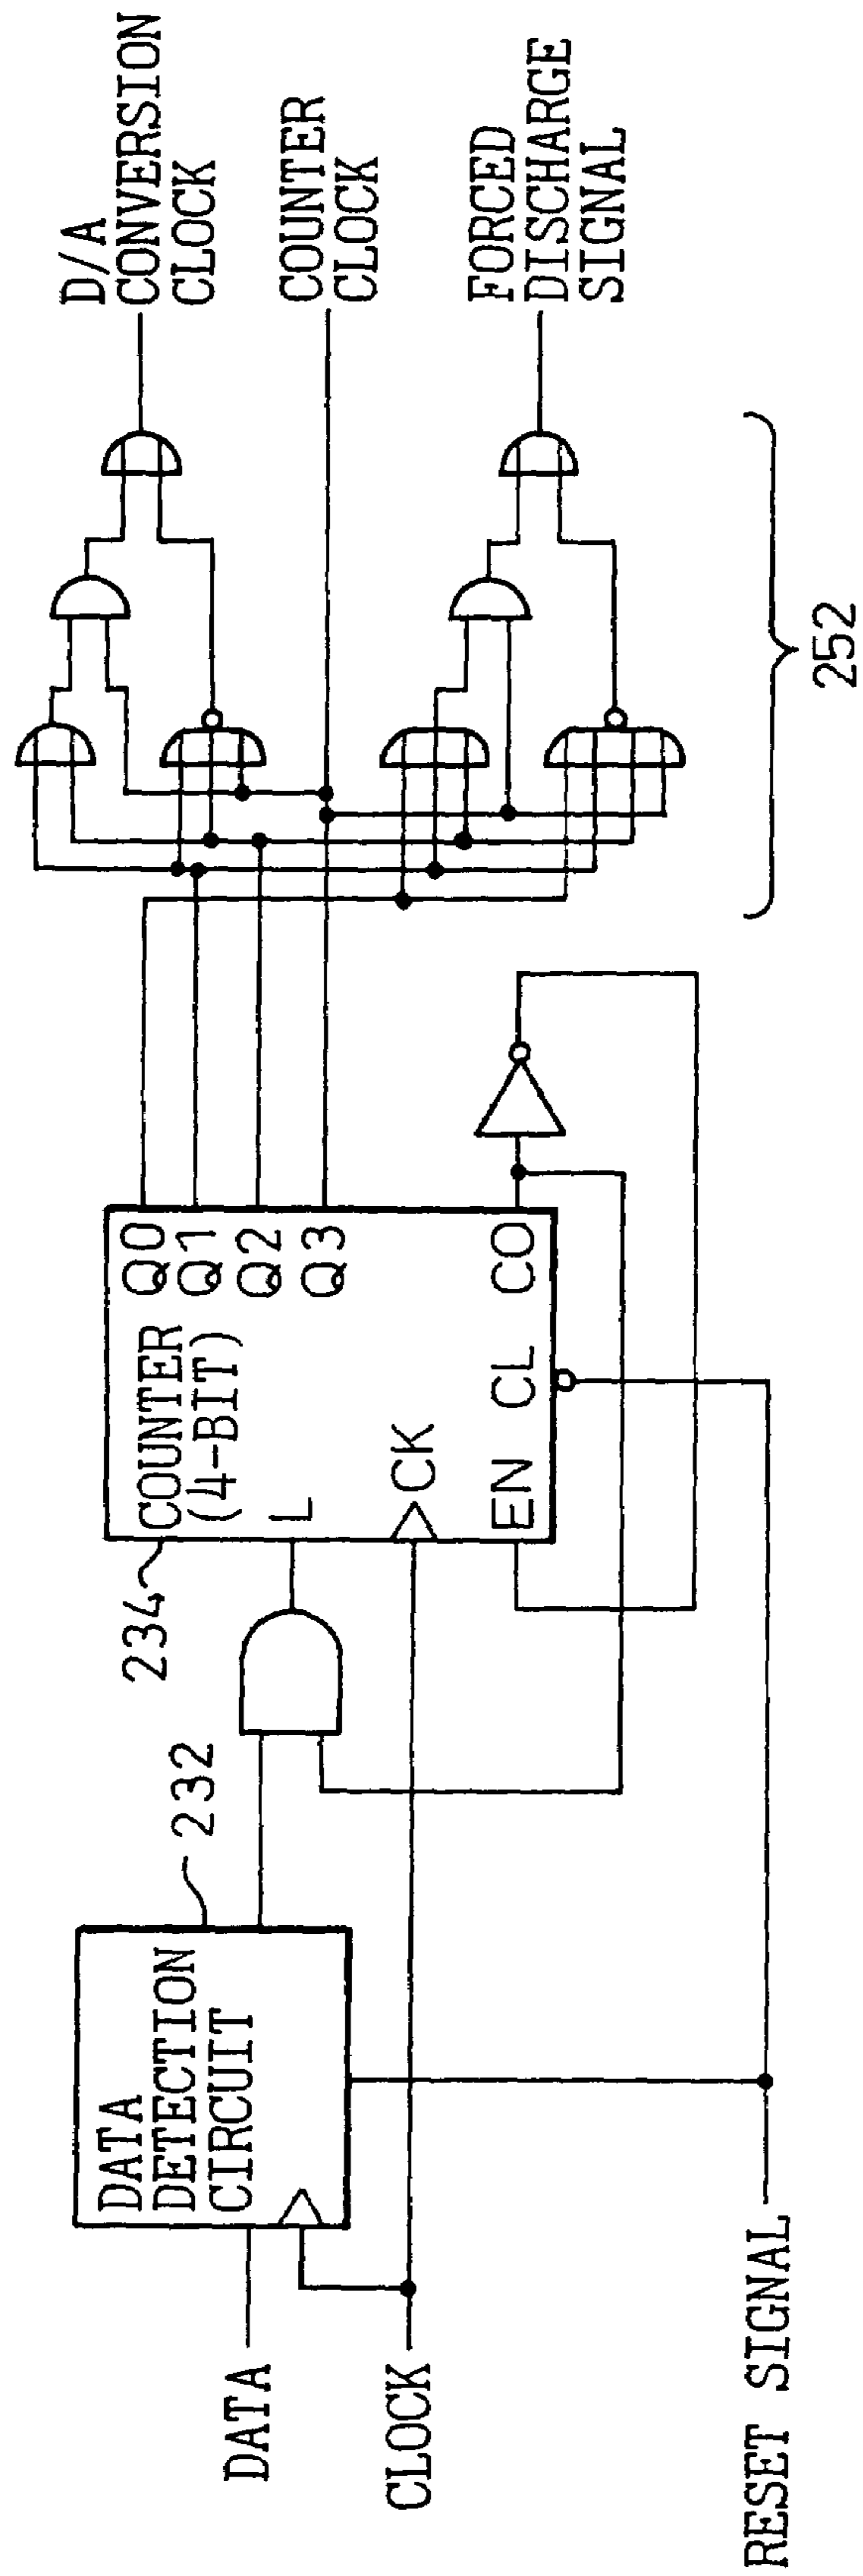 DATA
CLOCK
RESET SIGNAL
DATA
DETECTION
CIRCUIT
232
234
COUNTER
(4-BIT)
L
CK
EN
CL
CO
Q0
Q1
Q2
Q3
252
D/A
CONVERSION
CLOCK
COUNTER
CLOCK
FORCED
DISCHARGE
SIGNAL